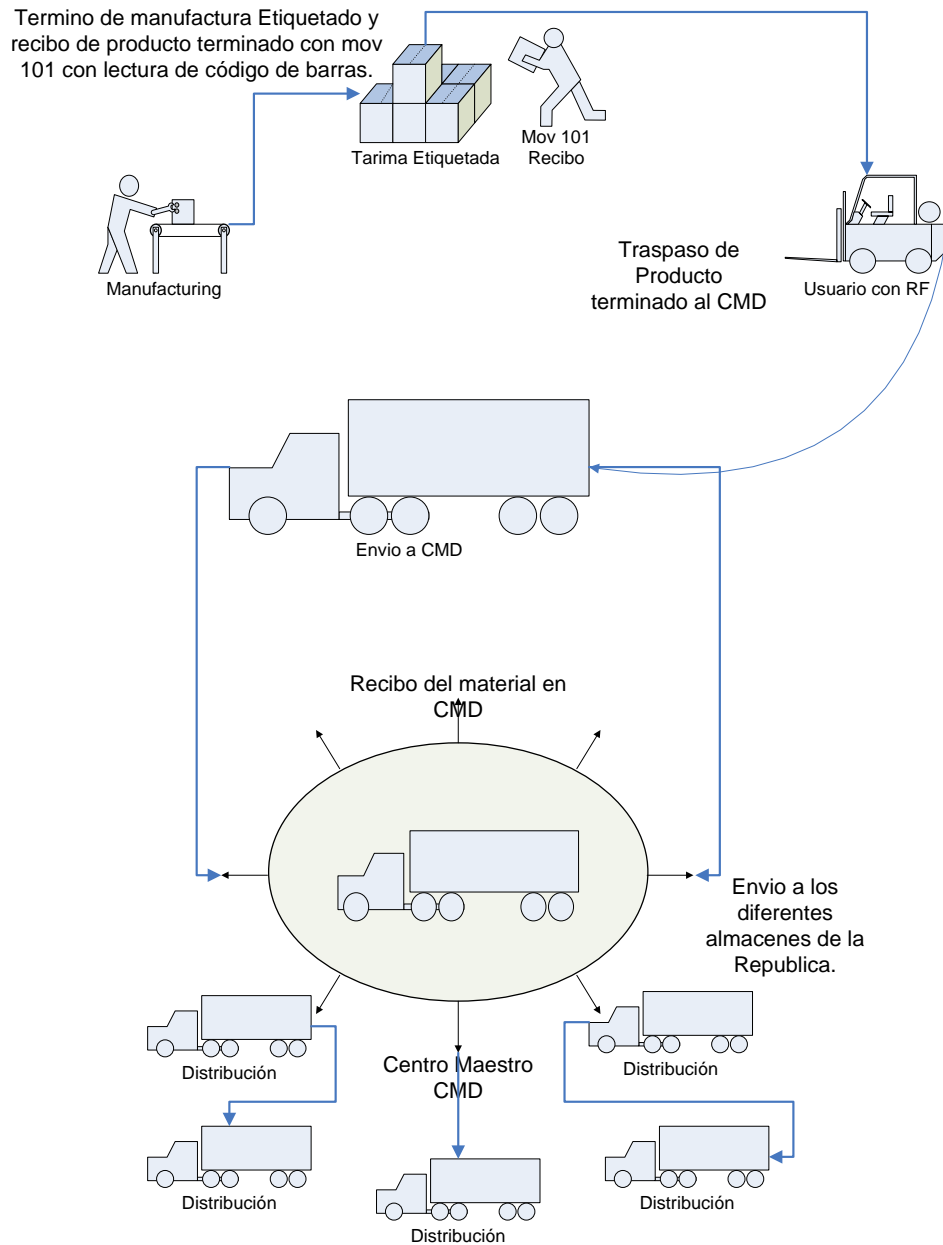 Termino de manufactura Etiquetado y
recibo de producto terminado con mov
101 con lectura de código de barras.
Tarima Etiquetada
Mov 101
Recibo
Manufacturing
Traspaso de
Producto
terminado al CMD
Usuario con RF
Envio a CMD
Recibo del material en
CMD
Envio a los
diferentes
almacenes de la
Republica.
Distribución
Centro Maestro
CMD
Distribución
Distribución
Distribución
Distribución